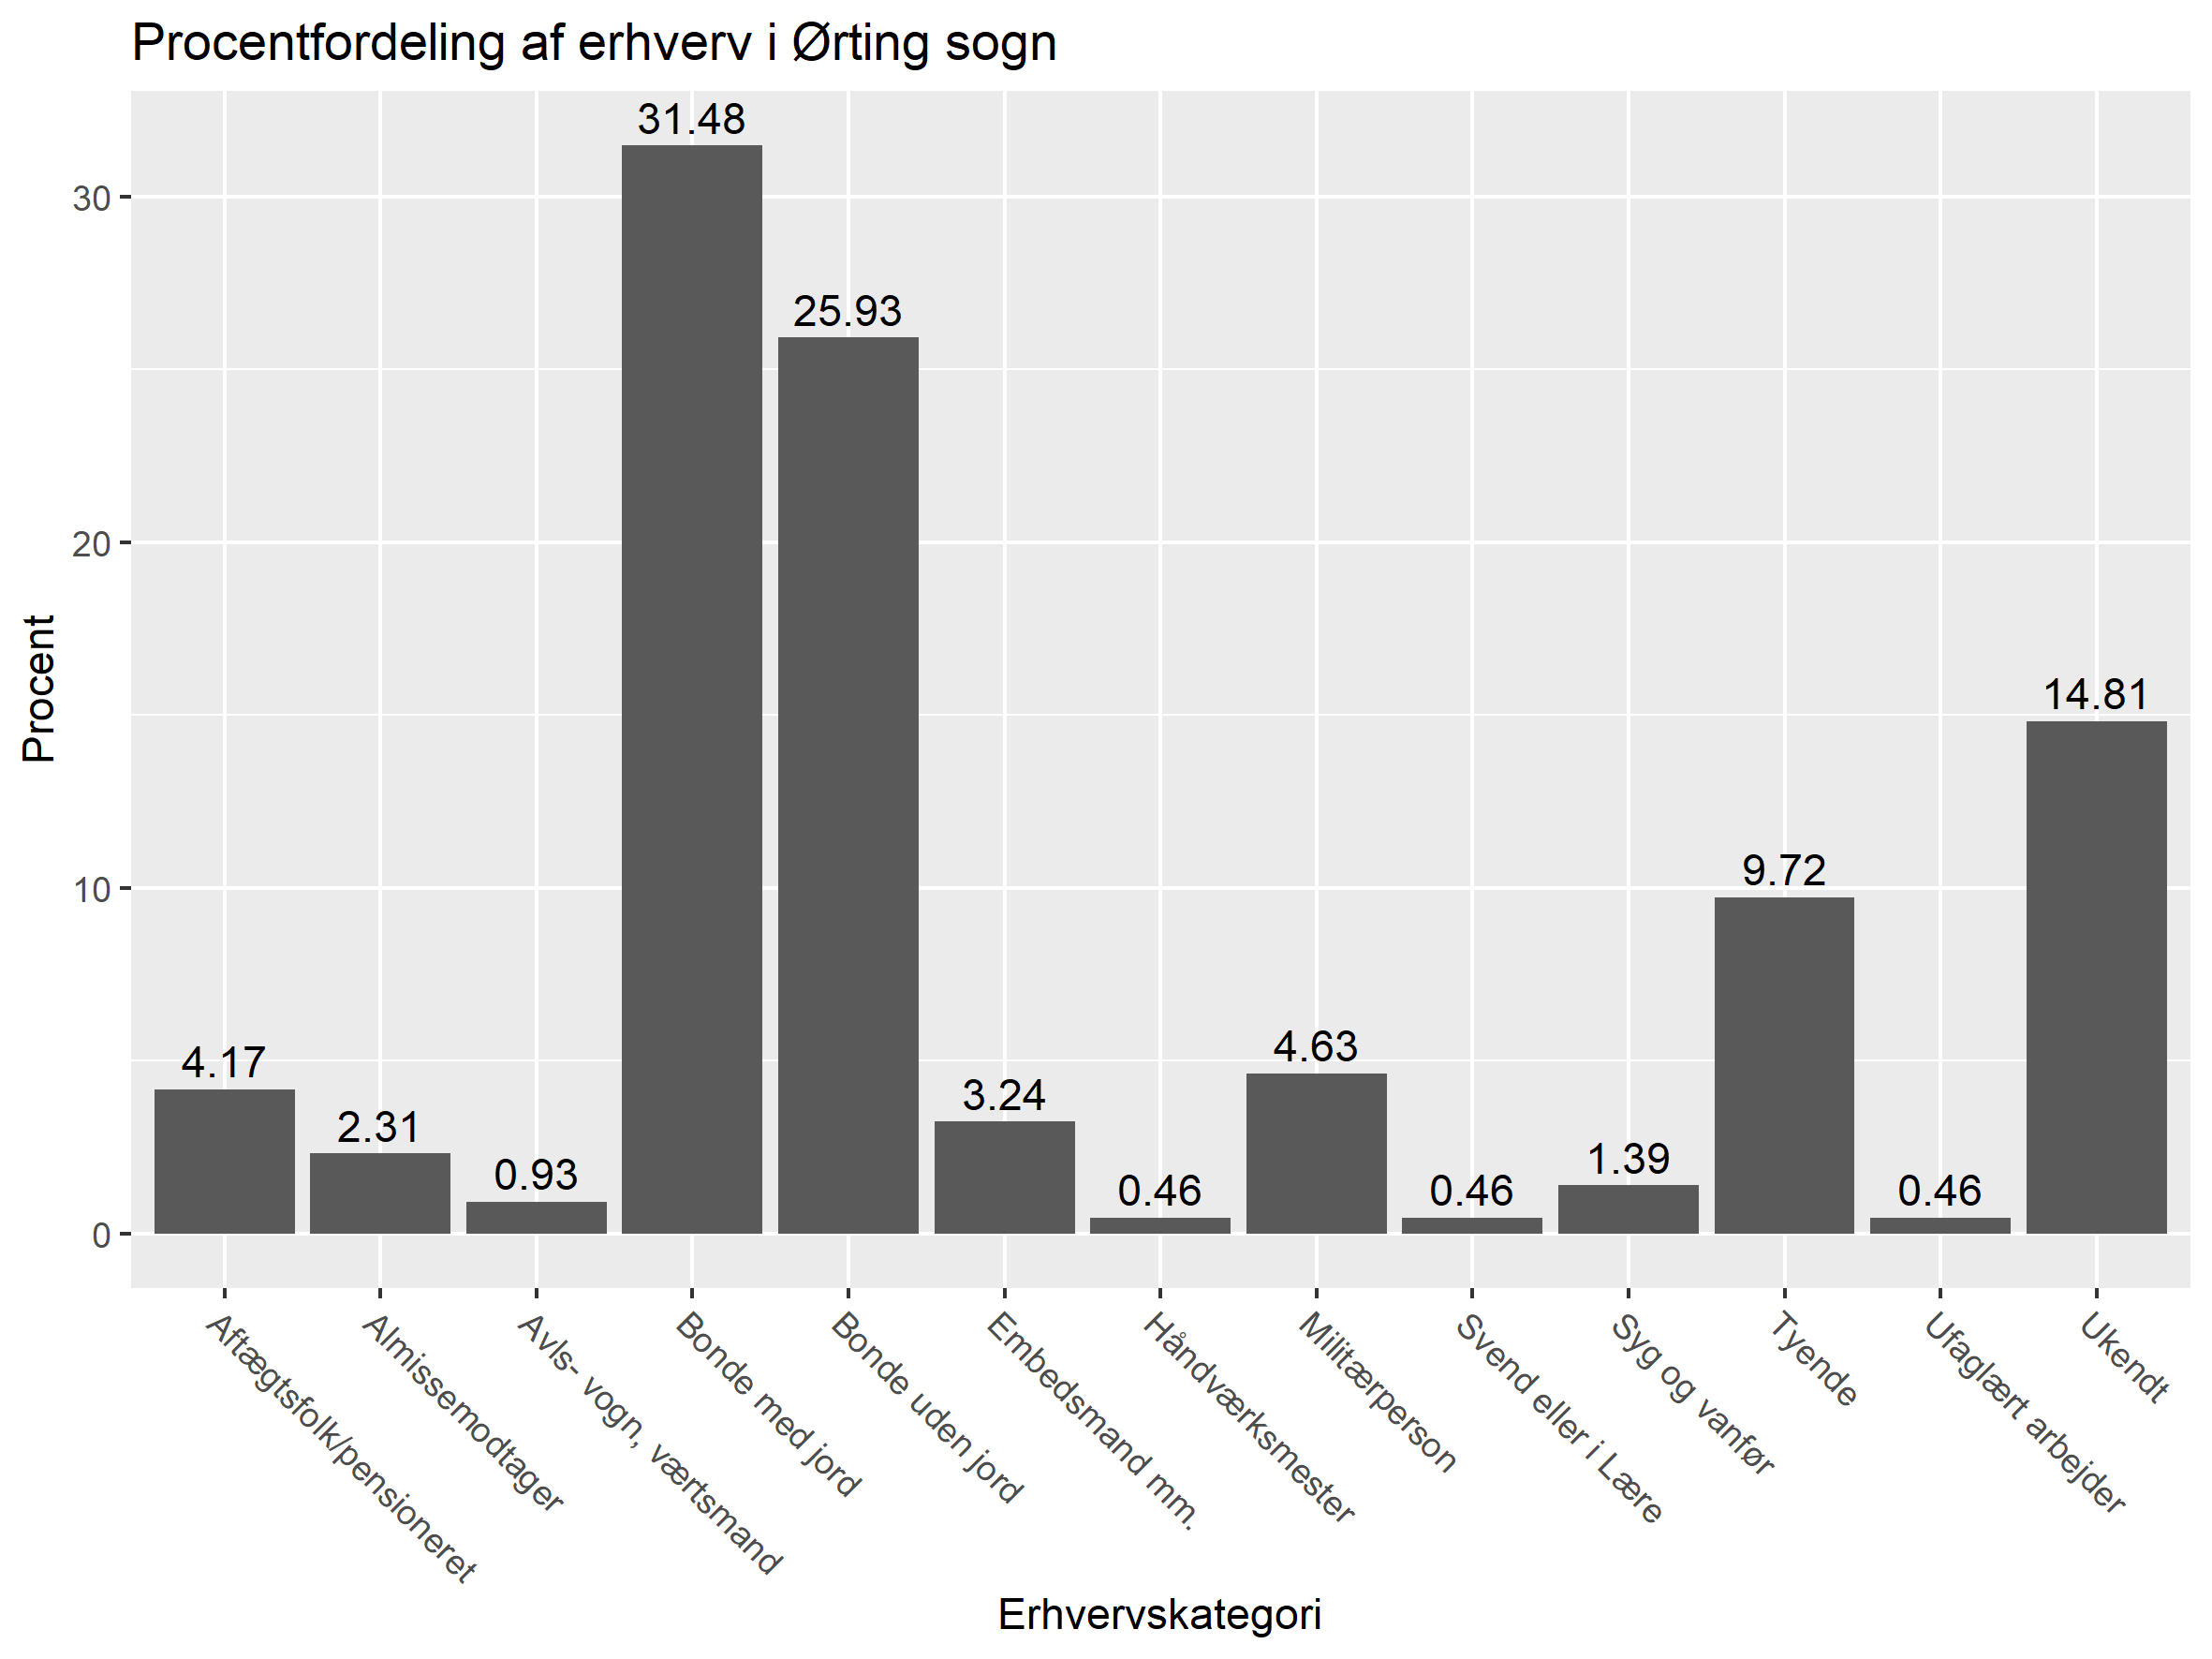 Procentfordeling af erhverv i Ørting sogn
Procent
30
20
10
0
4.17
2.31
0.93
31.48
25.93
3.24
0.46
4.63
0.46
1.39
9.72
0.46
14.81
Aftægtsfolk/pensioneret
Almissemodtager
Avls- vogn, værtsmand
Bonde med jord
Bonde uden jord
Embedsmand mm.
Håndværksmester
Militærperson
Svend eller i Lære
Syg og vanfør
Tyende
Ufaglært arbejder
Ukendt
Erhvervskategori